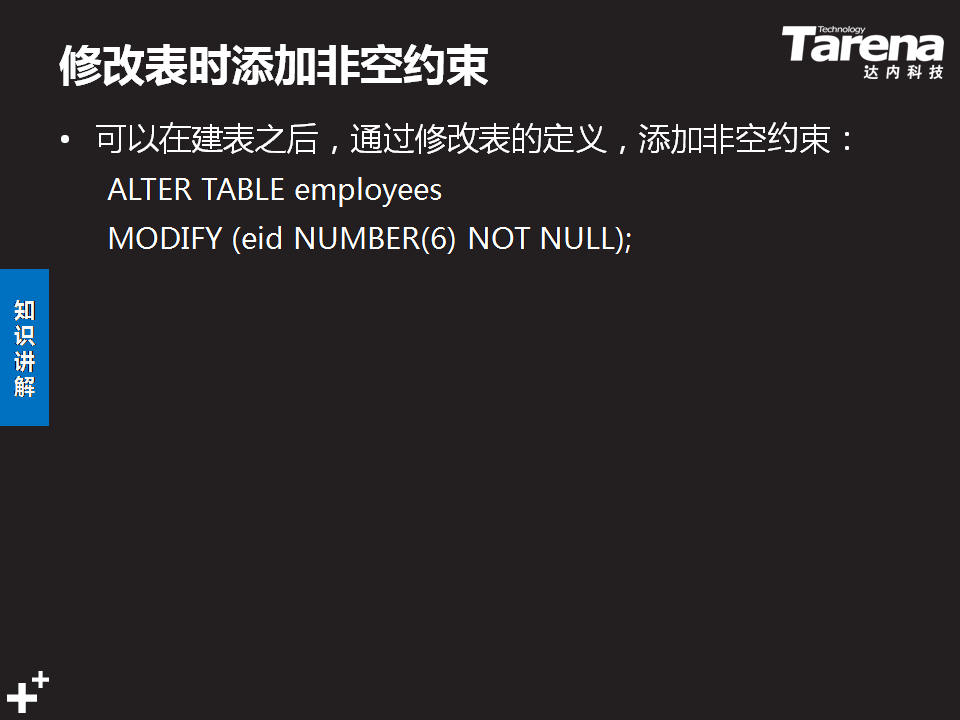 修改表时添加非空约束
Technology
Tarena
达内科技
• 可以在建表之后，通过修改表的定义，添加非空约束：
ALTER TABLE employees
MODIFY (eid NUMBER(6) NOT NULL);
知识讲解